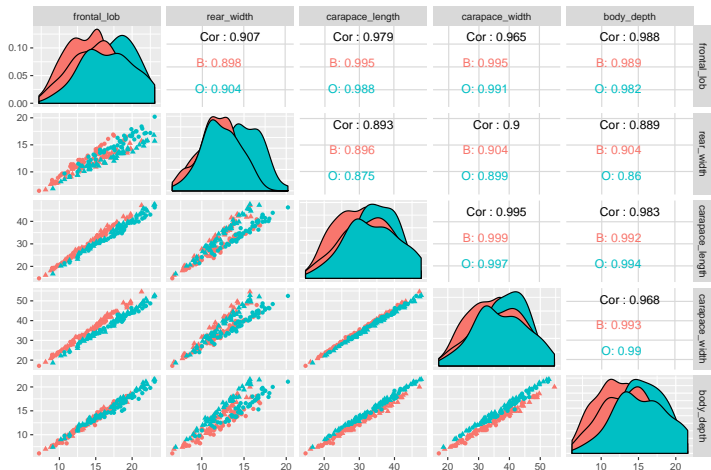 frontal_lob rear_width carapace_length carapace_width body_depth
0.10 Cor : 0.907 Cor : 0.979 Cor : 0.965 Cor : 0.988 frontal_lob
0.05 B: 0.898 B: 0.995 B: 0.995 B: 0.989
0.00 O: 0.904 O: 0.988 O: 0.991 O: 0.982
20 Cor : 0.893 Cor : 0.9 Cor : 0.889 rear_width
15 B: 0.896 B: 0.904 B: 0.904
10 O: 0.875 O: 0.899 O: 0.86
40 Cor : 0.995 Cor : 0.983 carapace_length
30 B: 0.999 B: 0.992
20 O: 0.997 O: 0.994
50 Cor : 0.968 carapace_width
40 B: 0.993
30 O: 0.99
20
20 body_depth
15
10
10 15 20 10 15 20 20 30 40 20 30 40 50 10 15 20